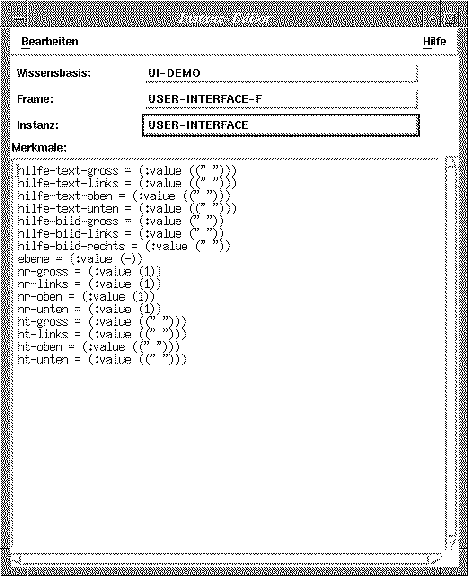 Bearbeiten Hilfe
Wissensbasis: UI-DEMO
Frame: USER-INTERFACE-F
Instanz: USER-INTERFACE
Merkmale:
hilfe-text-gross = (:value ((" ")))
hilfe-text-links = (:value ((" ")))
hilfe-text-oben = (:value ((" ")))
hilfe-text-unten = (:value ((" ")))
hilfe-bild-gross = (:value (" "))
hilfe-bild-links = (:value (" "))
hilfe-bild-rechts = (:value (" "))
ebene = (:value (-))
nr-gross = (:value (1))
nr-links = (:value (1))
nr-oben = (:value (1))
nr-unten = (:value (1))
ht-gross = (:value ((" ")))
ht-links = (:value ((" ")))
ht-oben = (:value ((" ")))
ht-unten = (:value ((" ")))